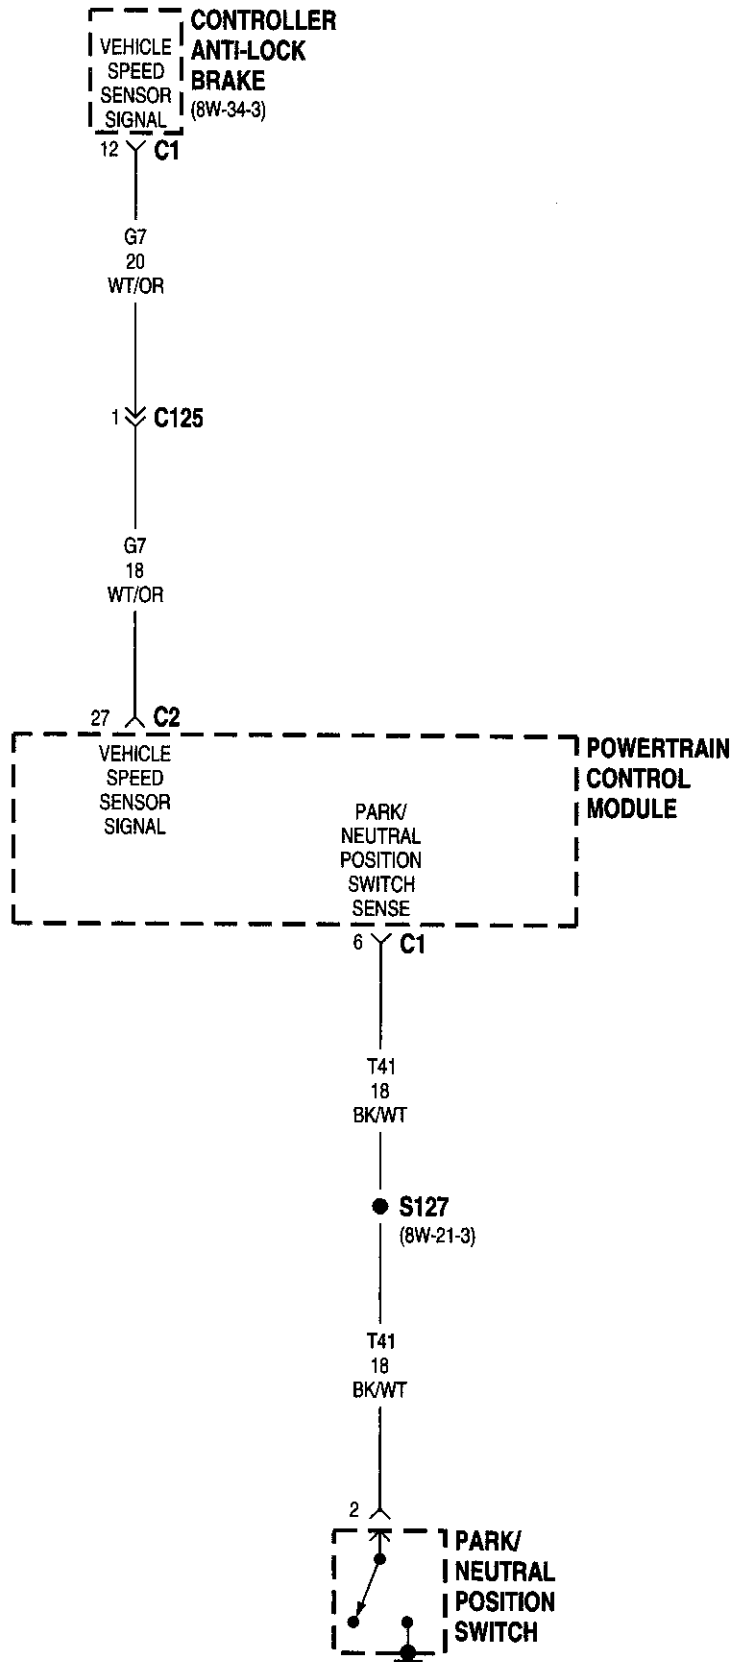 CONTROLLER
ANTI-LOCK
BRAKE
(8W-34-3)
VEHICLE
SPEED
SENSOR
SIGNAL
12 C1
G7
20
WT/OR
1 C125
G7
18
WT/OR
27 C2
POWERTRAIN
CONTROL
MODULE
VEHICLE
SPEED
SENSOR
SIGNAL
PARK/
NEUTRAL
POSITION
SWITCH
SENSE
6 C1
T41
18
BK/WT
S127
(8W-21-3)
T41
18
BK/WT
2
PARK/
NEUTRAL
POSITION
SWITCH